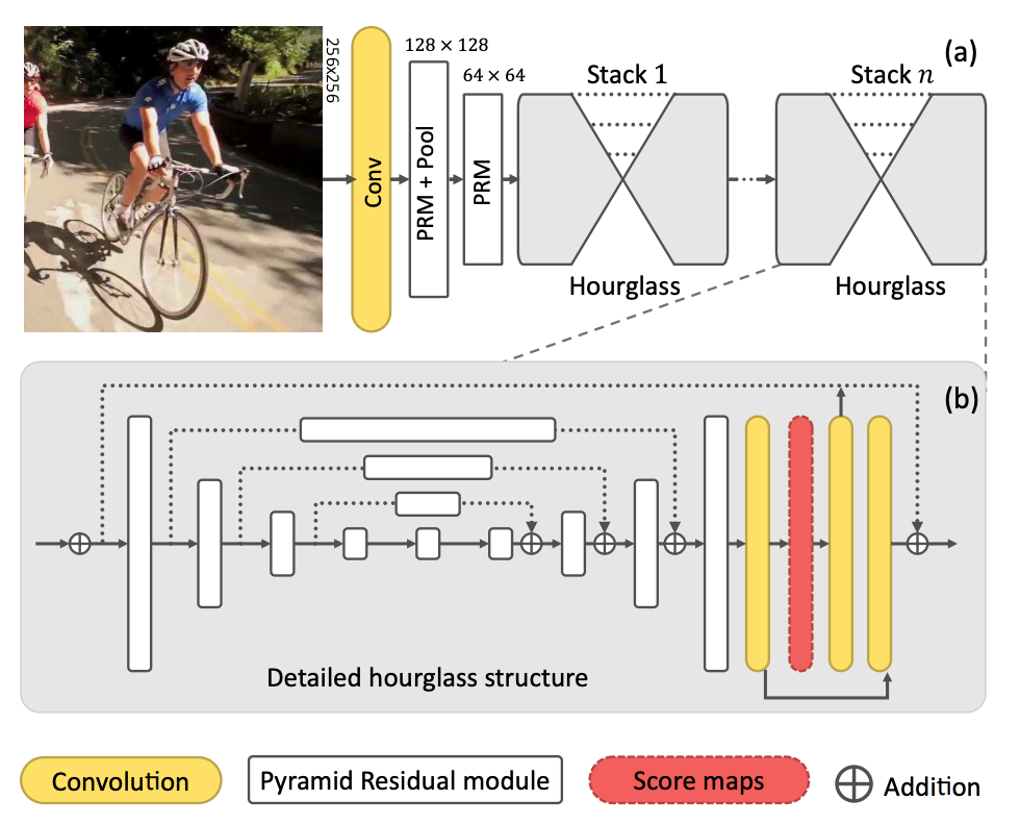 256x256
Conv
128 × 128
PRM + Pool
64 × 64
PRM
Stack 1
Hourglass
Stack n
Hourglass
(a)
(b)
Detailed hourglass structure
Convolution
Pyramid Residual module
Score maps
Addition